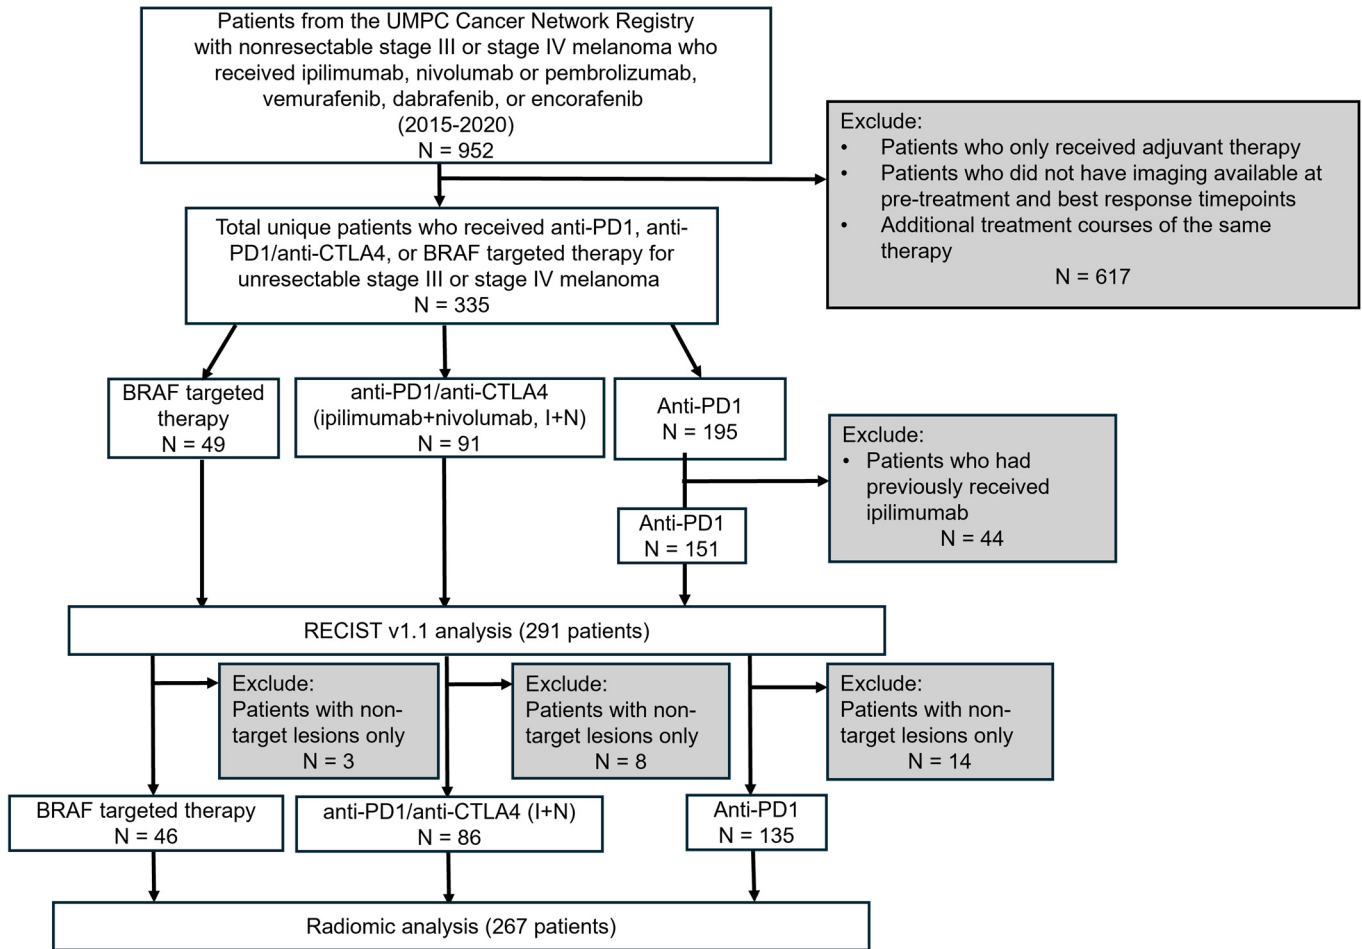 Patients from the UMPC Cancer Network Registry
with nonresectable stage III or stage IV melanoma who
received ipilimumab, nivolumab or pembrolizumab,
vemurafenib, dabrafenib, or encorafenib
(2015-2020)
N = 952
Exclude:
• Patients who only received adjuvant therapy
• Patients who did not have imaging available at
pre-treatment and best response timepoints
• Additional treatment courses of the same
therapy
N = 617
Total unique patients who received anti-PD1, anti-
PD1/anti-CTLA4, or BRAF targeted therapy for
unresectable stage III or stage IV melanoma
N = 335
BRAF targeted
therapy
N = 49
anti-PD1/anti-CTLA4
(ipilimumab+nivolumab, I+N)
N = 91
Anti-PD1
N = 195
Exclude:
• Patients who had
previously received
ipilimumab
N = 44
Anti-PD1
N = 151
RECIST v1.1 analysis (291 patients)
Exclude:
Patients with non-
target lesions only
N = 3
Exclude:
Patients with non-
target lesions only
N = 8
Exclude:
Patients with non-
target lesions only
N = 14
BRAF targeted therapy
N = 46
anti-PD1/anti-CTLA4 (I+N)
N = 86
Anti-PD1
N = 135
Radiomic analysis (267 patients)